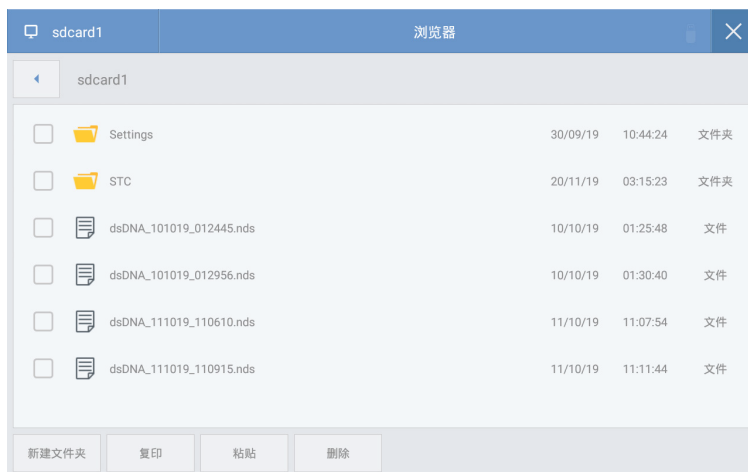 sdcard1 浏览器
sdcard1
Settings 30/09/19 10:44:24 文件夹
STC 20/11/19 03:15:23 文件夹
dsDNA_101019_012445.nds 10/10/19 01:25:48 文件
dsDNA_101019_012956.nds 10/10/19 01:30:40 文件
dsDNA_111019_110610.nds 11/10/19 11:07:54 文件
dsDNA_111019_110915.nds 11/10/19 11:11:44 文件
新建文件夹 复印 粘贴 删除